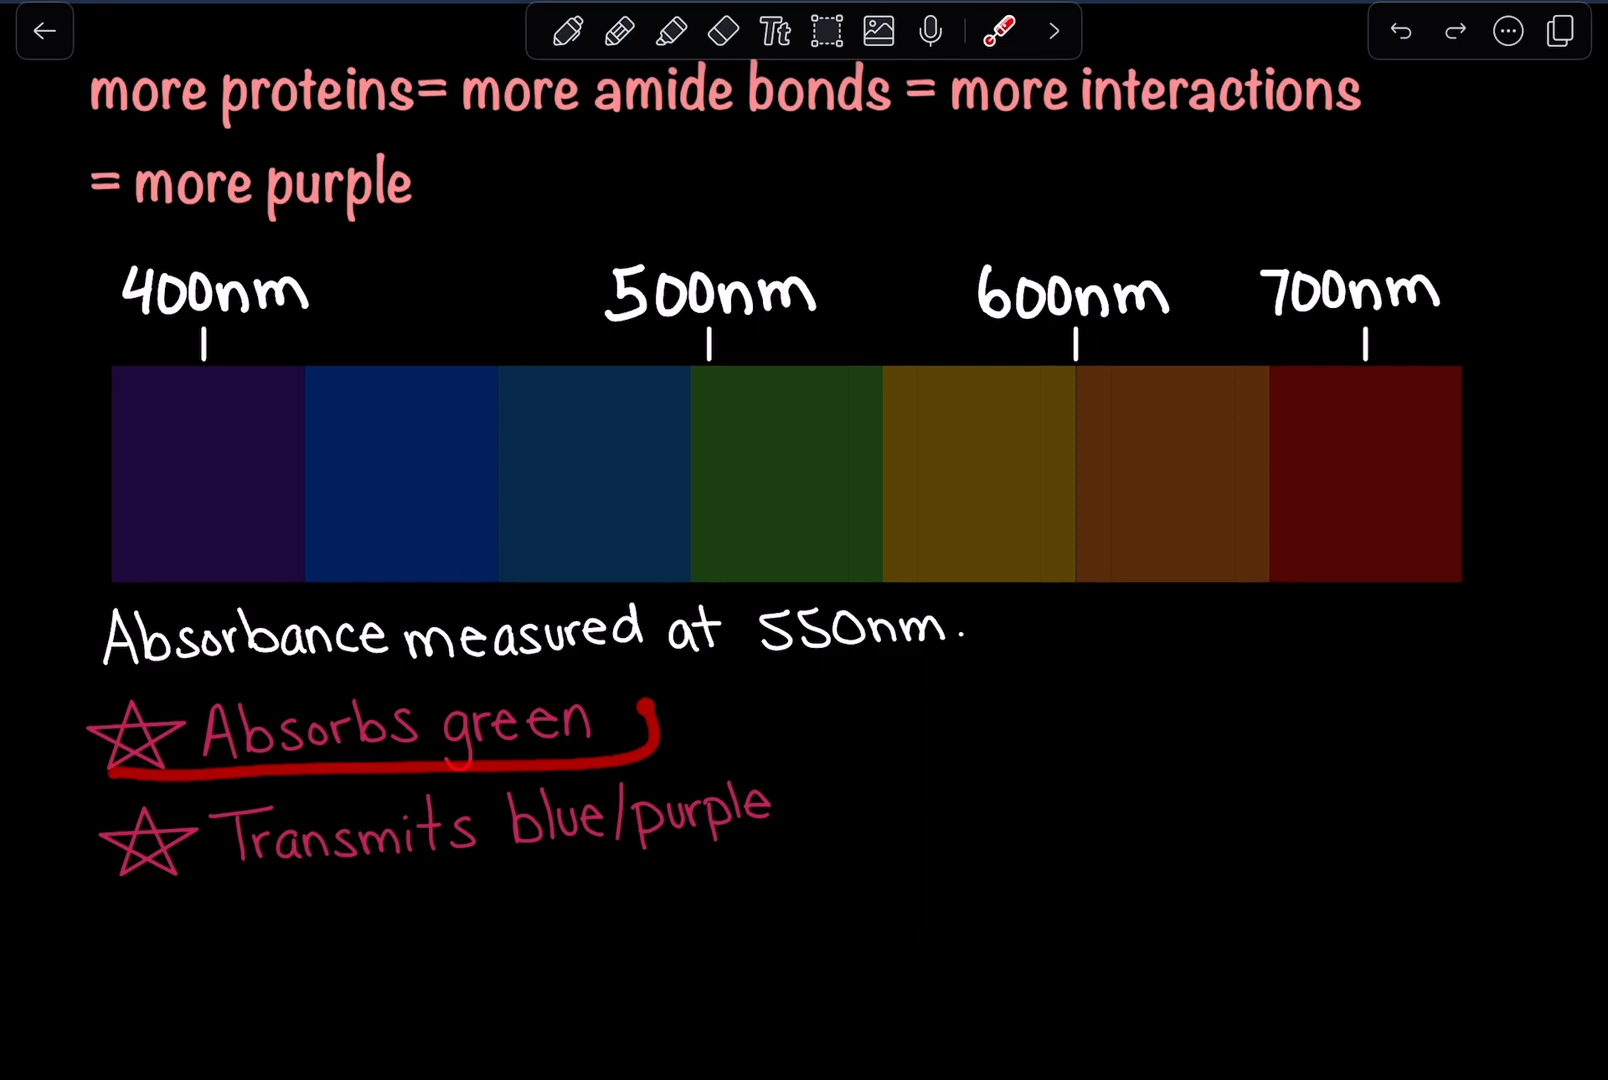 Tt
more proteins= more amide bonds = more interactions
= more purple
400nm 500nm 600nm 700nm
Absorbance measured at 550nm.
Absorbs green
Transmits blue/purple